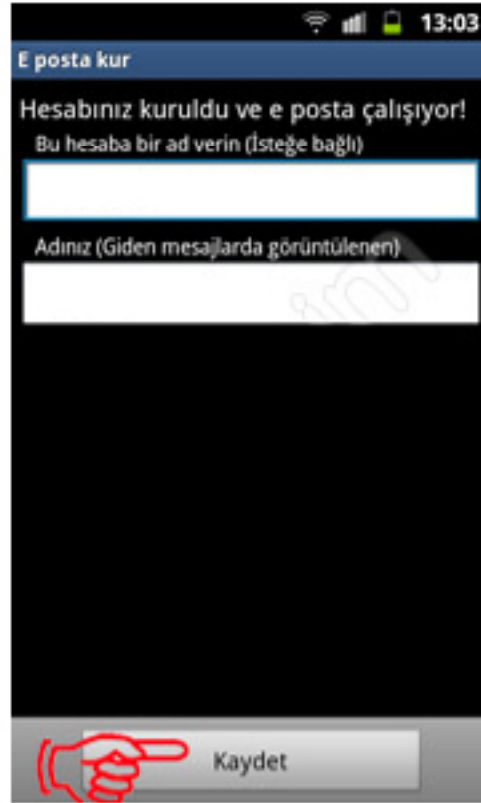 13:03
E posta kur
Hesabınız kuruldu ve e posta çalışıyor!
Bu hesaba bir ad verin (İsteğe bağlı)
Adınız (Giden mesajlarda görüntülenen)
Kaydet